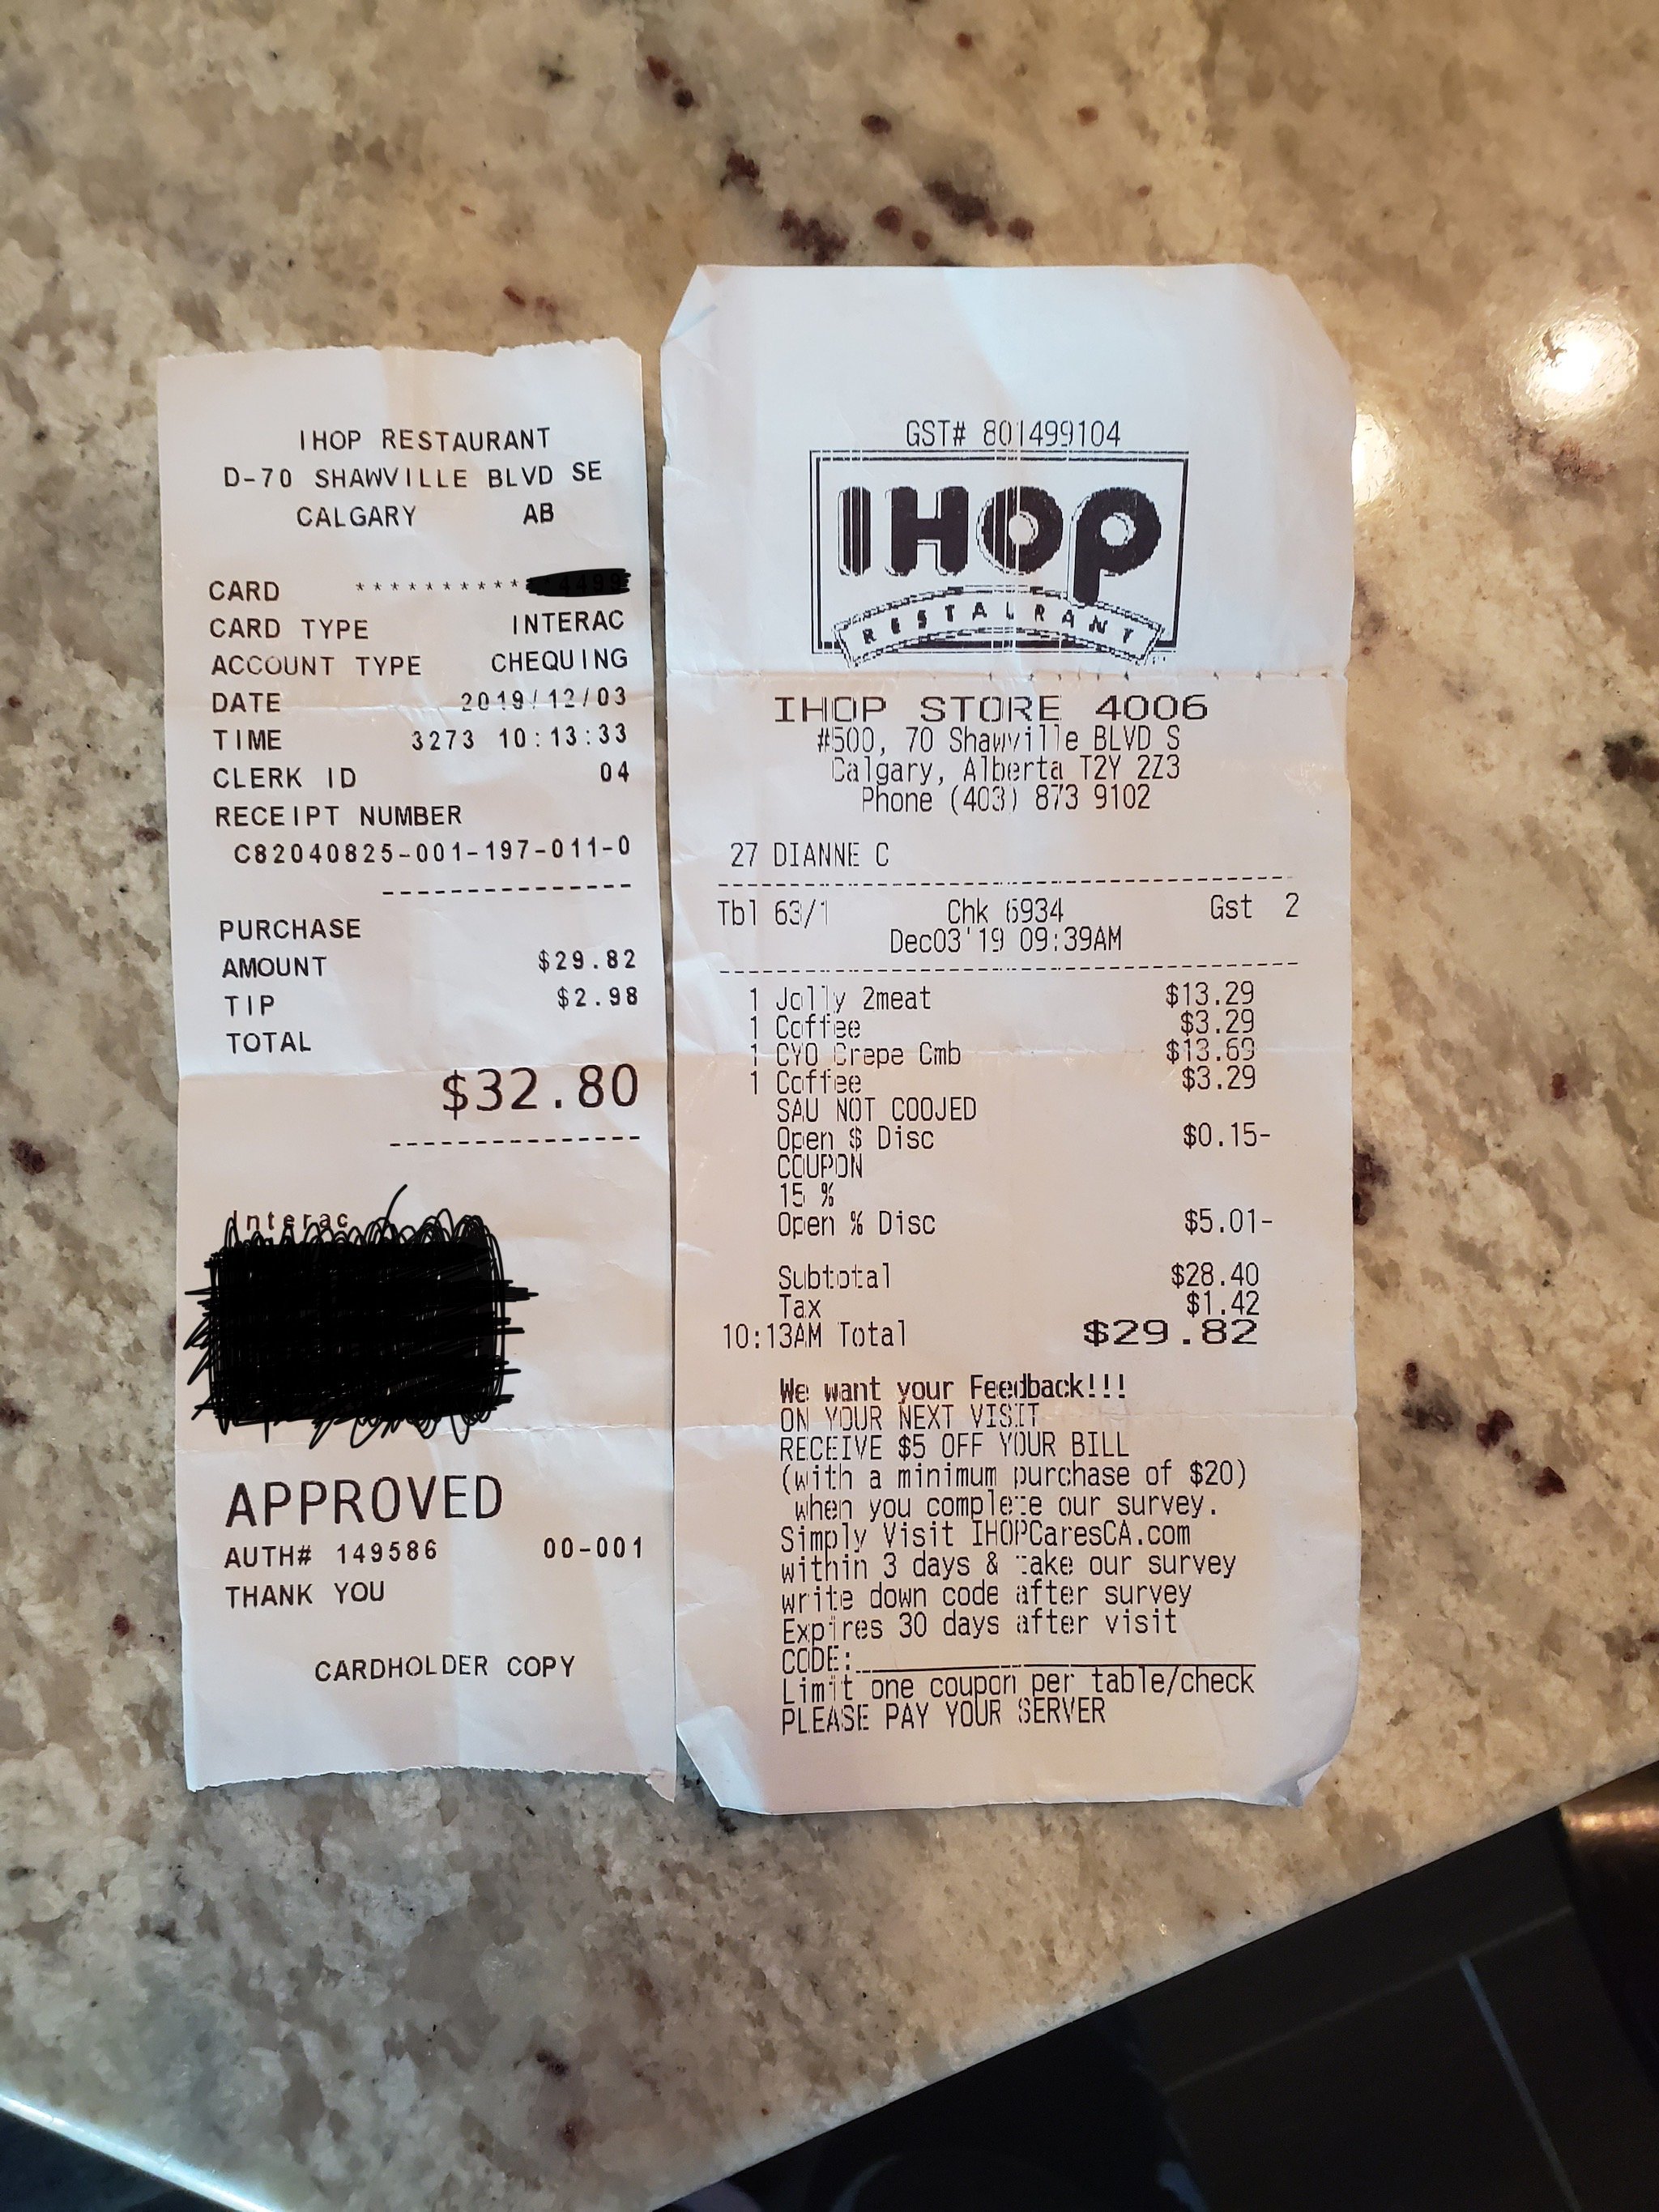 IHOP RESTAURANT
D-70 SHAWVILLE BLVD SE
CALGARY AB
CARD **********
CARD TYPE INTERAC
ACCOUNT TYPE CHEQUING
DATE 2019/12/03
TIME 3273 10:13:33
CLERK ID 04
RECEIPT NUMBER
C82040825-001-197-011-0
---------------
PURCHASE
AMOUNT $29.82
TIP $2.98
TOTAL
$32.80
---------------
Interac
APPROVED
AUTH# 149586 00-001
THANK YOU
CARDHOLDER COPY
GST# 801499104
IHOP
RESTAURANT
IHOP STORE 4006
#500, 70 Shawville BLVD S
Calgary, Alberta T2Y 2Z3
Phone (403) 873 9102
27 DIANNE C
Tbl 63/1 Chk 6934 Gst 2
Dec03'19 09:39AM
1 Jolly 2meat $13.29
1 Coffee $3.29
1 CYO Crepe Cmb $13.69
1 Coffee $3.29
SAU NOT COOJED
Open $ Disc $0.15-
COUPON
15 %
Open % Disc $5.01-
Subtotal $28.40
Tax $1.42
10:13AM Total $29.82
We want your Feedback!!!
ON YOUR NEXT VISIT
RECEIVE $5 OFF YOUR BILL
(with a minimum purchase of $20)
when you complete our survey.
Simply Visit IHOPCaresCA.com
within 3 days & take our survey
write down code after survey
Expires 30 days after visit
CODE:
Limit one coupon per table/check
PLEASE PAY YOUR SERVER